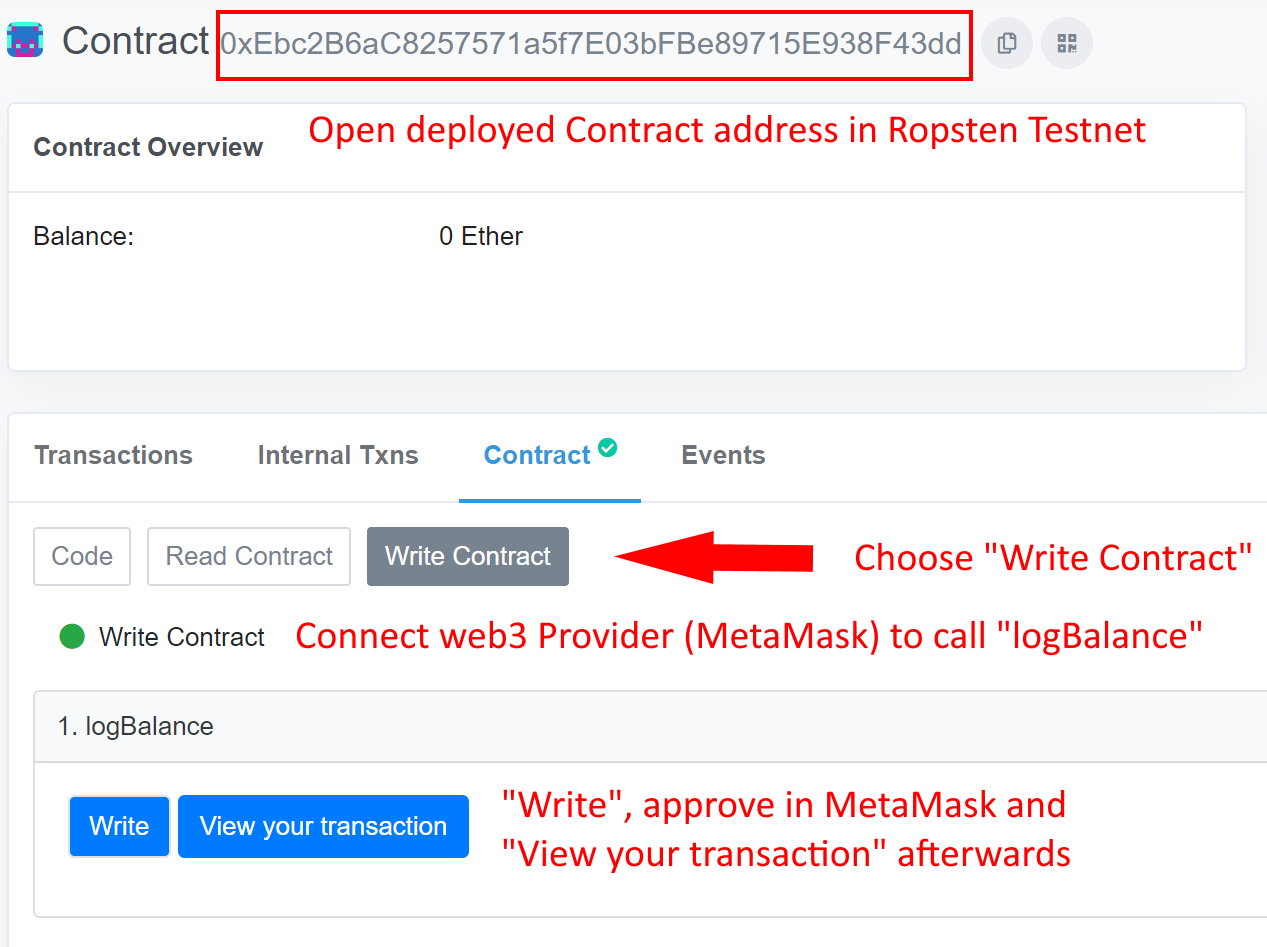 Contract 0xEbc2B6aC8257571a5f7E03bFBe89715E938F43dd
Open deployed Contract address in Ropsten Testnet
Contract Overview
Balance: 0 Ether
Transactions Internal Txns Contract Events
Code Read Contract Write Contract Choose "Write Contract"
Write Contract Connect web3 Provider (MetaMask) to call "logBalance"
1. logBalance
Write View your transaction
"Write", approve in MetaMask and
"View your transaction" afterwards